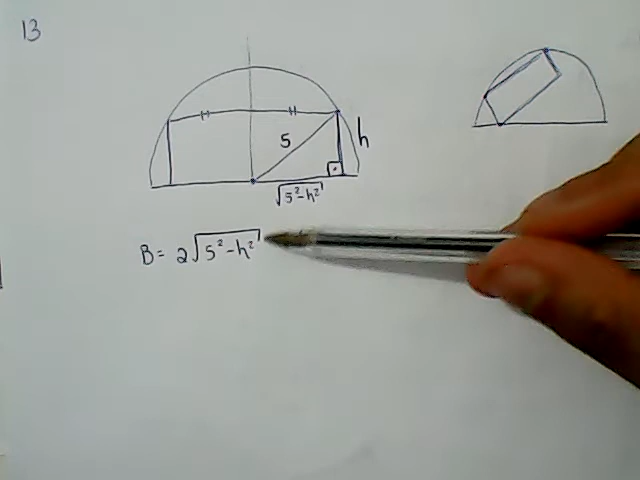 13
5
h
√5²-h²
B = 2√5²-h²